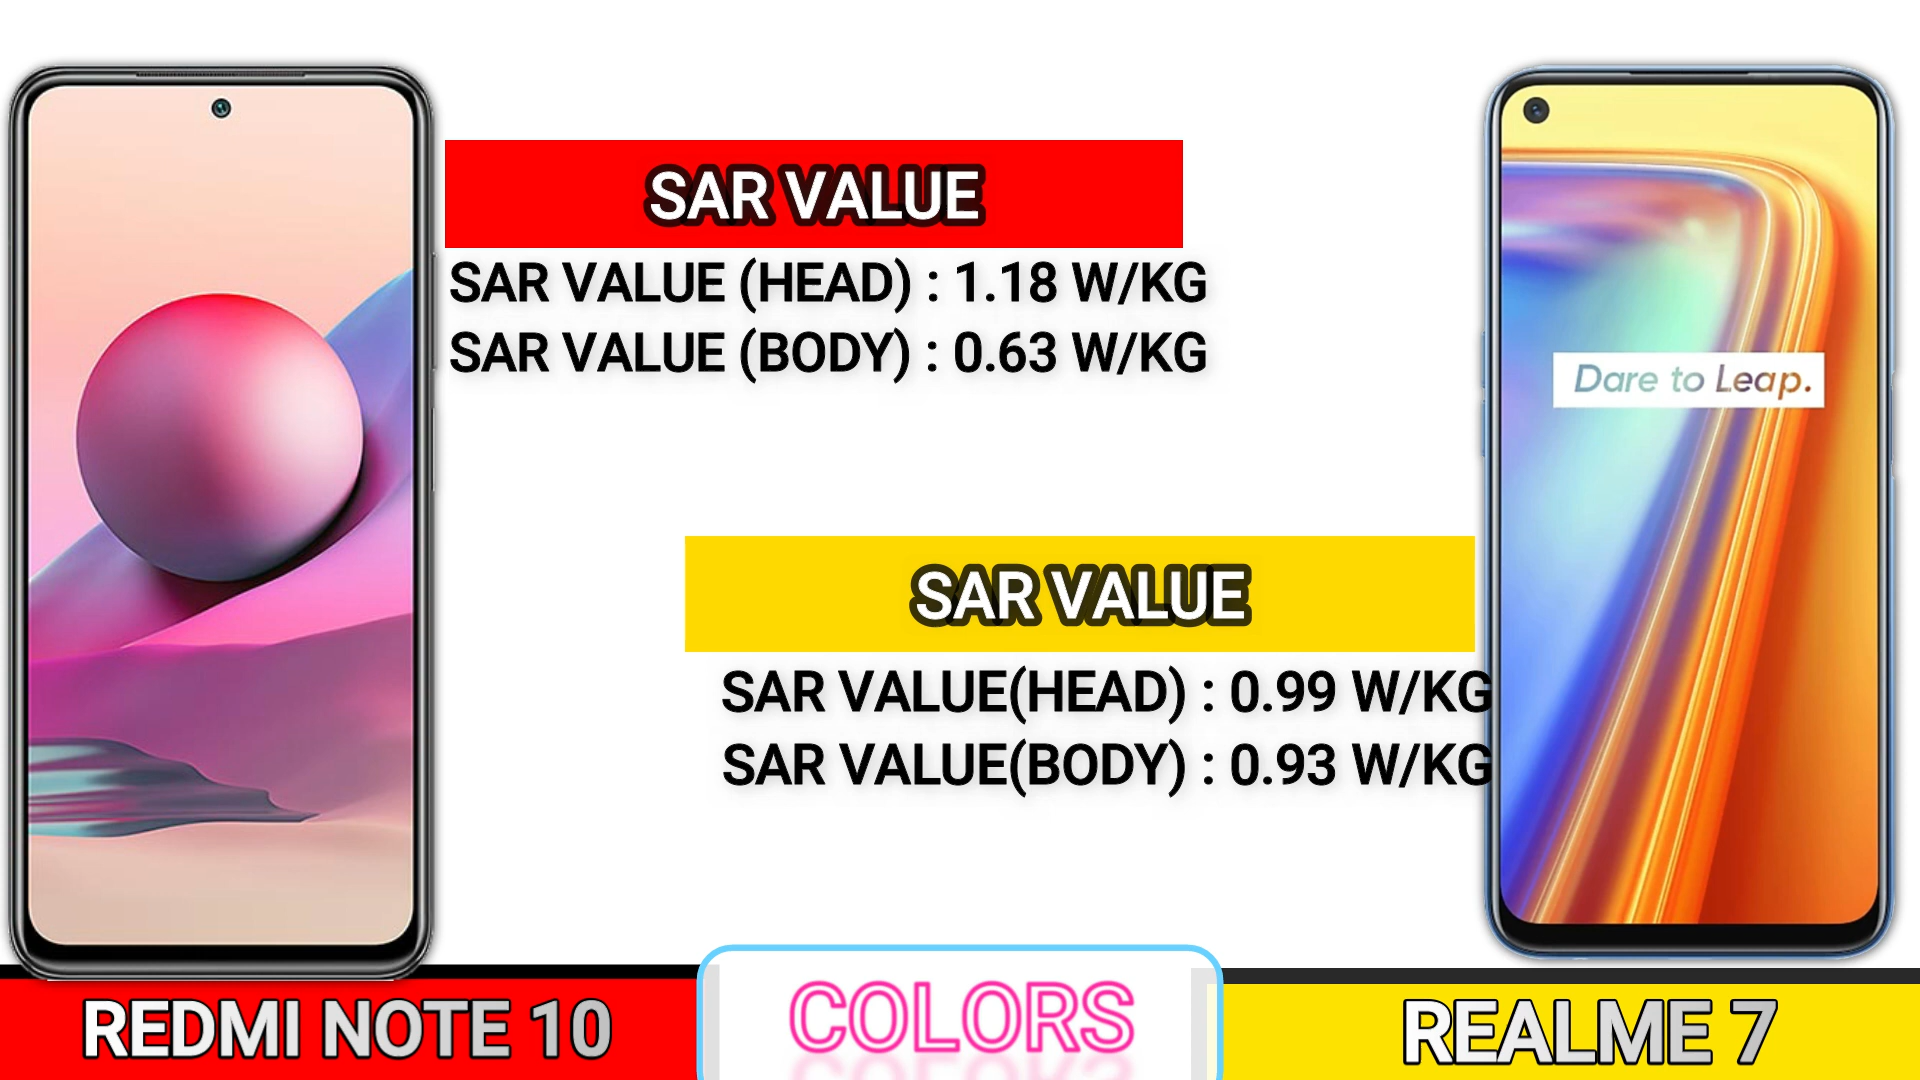 SAR VALUE
SAR VALUE (HEAD) : 1.18 W/KG
SAR VALUE (BODY) : 0.63 W/KG
Dare to Leap.
SAR VALUE
SAR VALUE(HEAD) : 0.99 W/KG
SAR VALUE(BODY) : 0.93 W/KG
REDMI NOTE 10
COLORS
REALME 7